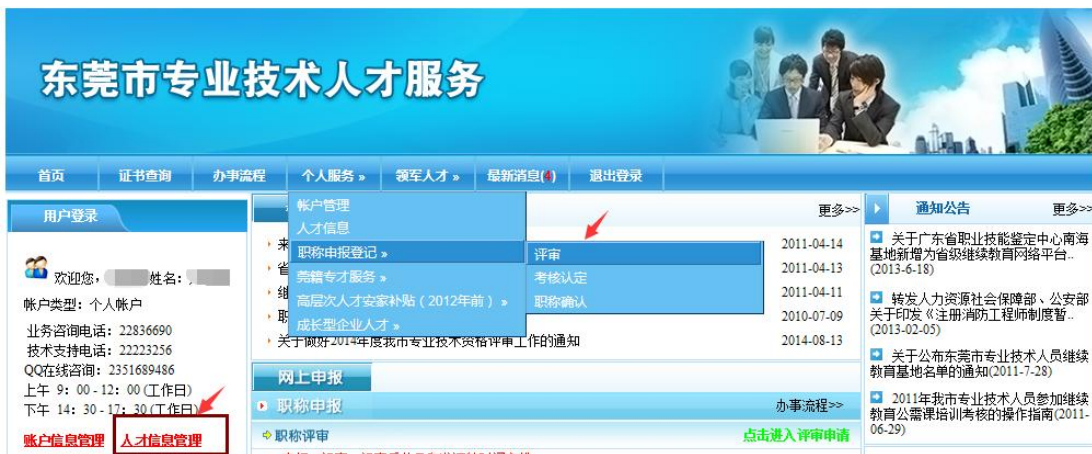 东莞市专业技术人才服务
首页 证书查询 办事流程 个人服务» 领军人才» 最新消息(4) 退出登录
用户登录
欢迎您, 姓名:
帐户类型：个人帐户
业务咨询电话：22836690
技术支持电话：22223256
QQ在线咨询：2351689486
上午 9：00-12：00(工作日)
下午 14：30-17：30(工作日)
账户信息管理 人才信息管理
帐户管理
人才信息
职称申报登记»
莞籍专才服务»
高层次人才安家补贴（2012年前）»
成长型企业人才»
评审
考核认定
职称确认
更多>>
来
2011-04-14
省
2011-04-13
继
2011-04-11
职
2010-07-09
关于做好2014年度我市专业技术资格评审工作的通知 2014-08-13
网上申报
职称申报 办事流程>>
职称评审 点击进入评审申请
通知公告 更多>>
关于广东省职业技能鉴定中心南海
基地新增为省级继续教育网络平台..
(2013-6-18)
转发人力资源社会保障部、公安部
关于印发《注册消防工程师制度暂..
(2013-02-05)
关于公布东莞市专业技术人员继续
教育基地名单的通知(2011-7-28)
2011年我市专业技术人员参加继续
教育公需课培训考核的操作指南(2011-
06-29)